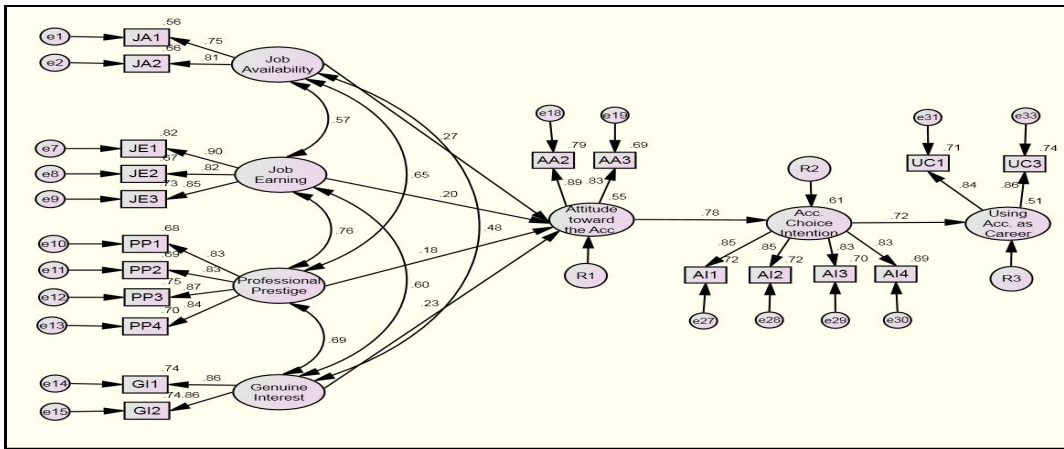 e1
JA1
.56
.75
e2
JA2
.66
.81
Job
Availability
.57
.27
e7
JE1
.82
.90
e8
JE2
.67
.82
e9
JE3
.73
.85
Job
Earning
.65
.20
.76
.48
e10
PP1
.68
.83
e11
PP2
.69
.83
e12
PP3
.75
.87
e13
PP4
.70
.84
Professional
Prestige
.18
.60
.23
.69
e14
GI1
.74
.86
e15
GI2
.74
.86
Genuine
Interest
e18
e19
AA2
.79
AA3
.69
.89
.83
.55
Attitude
toward
the Acc.
R1
.78
R2
.61
Acc.
Choice
Intention
.85
.85
.83
.83
AI1
.72
AI2
.72
AI3
.70
AI4
.69
e27
e28
e29
e30
.72
e31
e33
UC1
.71
UC3
.74
.84
.86
.51
Using
Acc. as
Career
R3